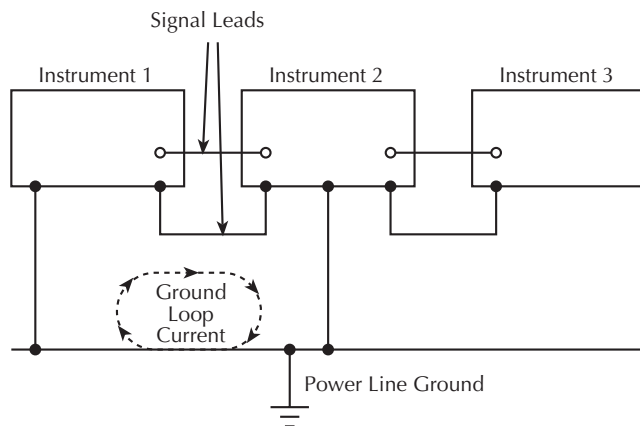 Signal Leads
Instrument 1
Instrument 2
Instrument 3
Ground
Loop
Current
Power Line Ground